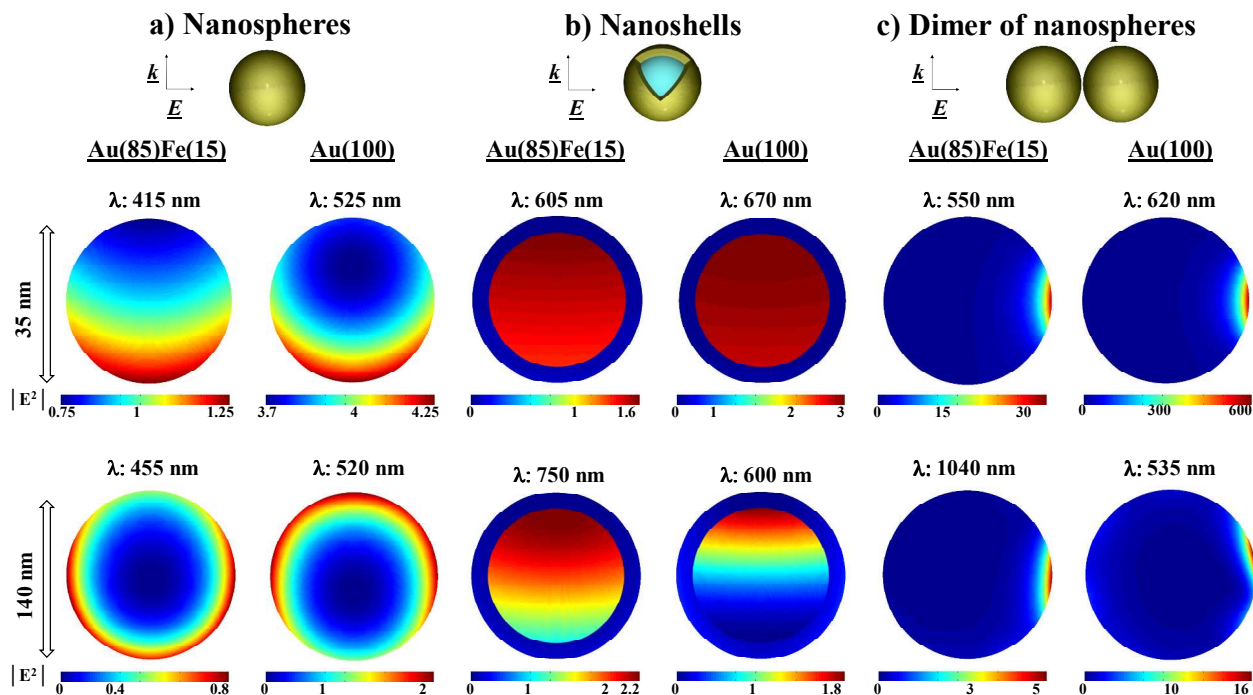 a) Nanospheres b) Nanoshells c) Dimer of nanospheres
k k k
E E E
Au(85)Fe(15) Au(100) Au(85)Fe(15) Au(100) Au(85)Fe(15) Au(100)
λ: 415 nm λ: 525 nm λ: 605 nm λ: 670 nm λ: 550 nm λ: 620 nm
35 nm
|E²| 0.75 1 1.25 3.7 4 4.25 0 1 1.6 0 1 2 3 0 15 30 0 300 600
λ: 455 nm λ: 520 nm λ: 750 nm λ: 600 nm λ: 1040 nm λ: 535 nm
140 nm
|E²| 0 0.4 0.8 0 1 2 0 1 2 2.2 0 1 1.8 0 3 5 0 10 16